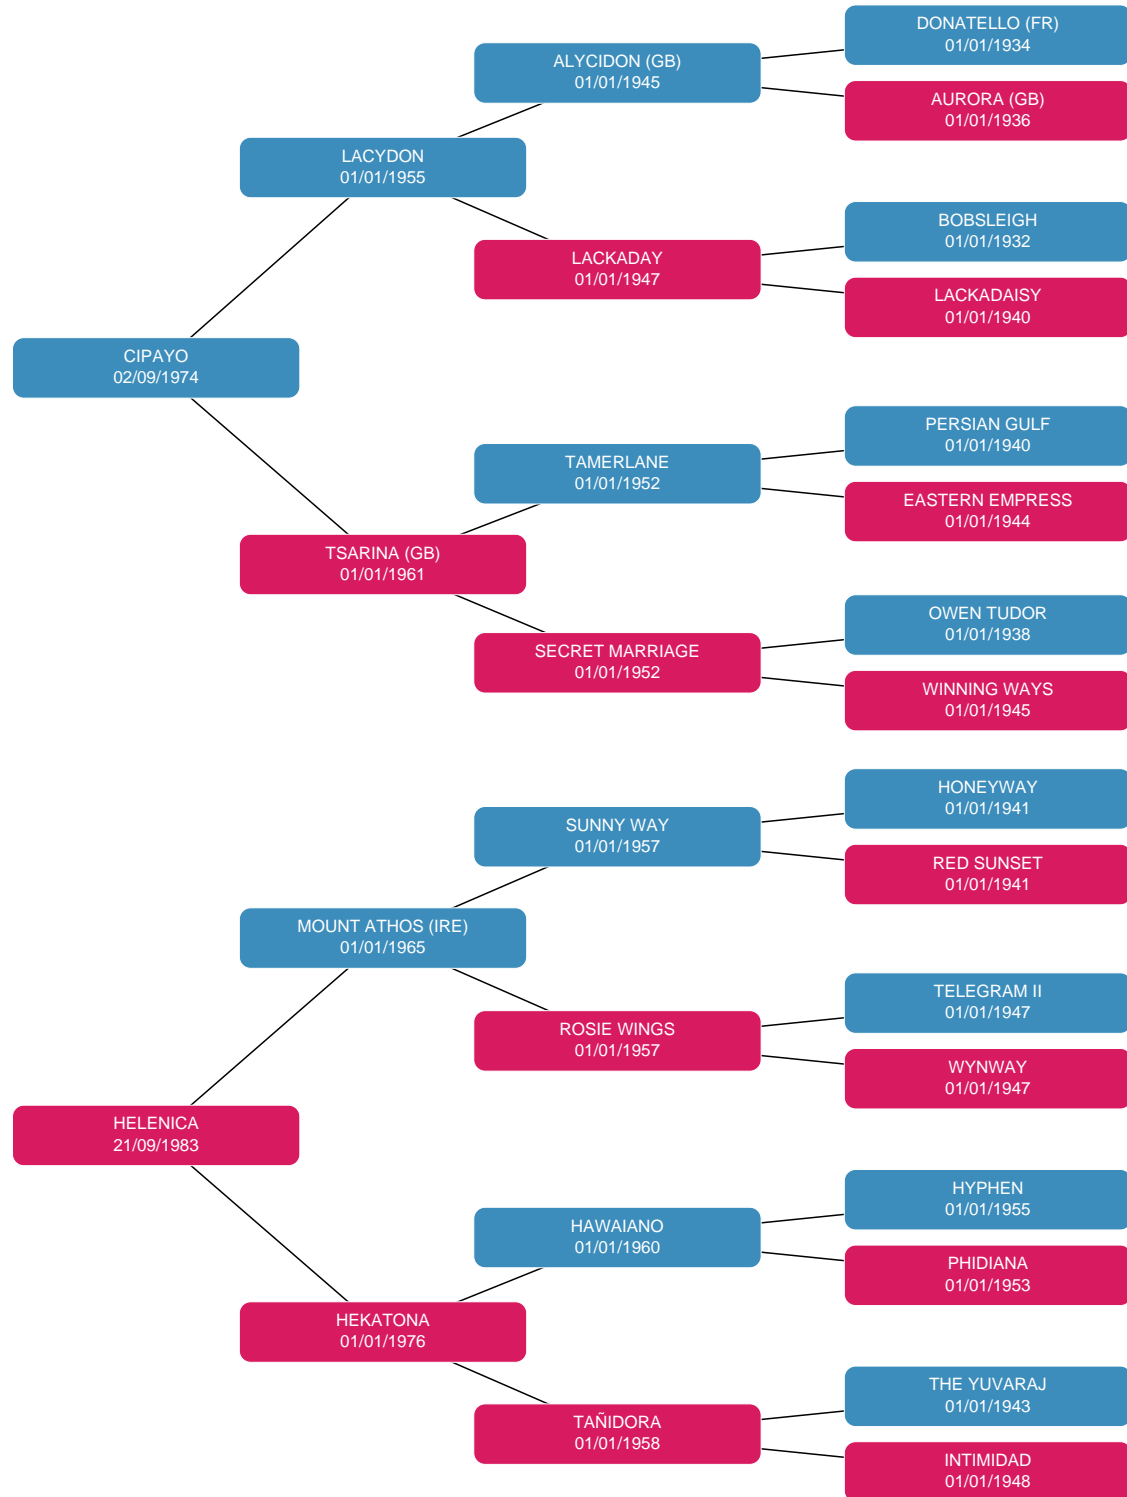 DONATELLO (FR)
01/01/1934
ALYCIDON (GB)
01/01/1945
AURORA (GB)
01/01/1936
LACYDON
01/01/1955
BOBSLEIGH
01/01/1932
LACKADAY
01/01/1947
LACKADAISY
01/01/1940
CIPAYO
02/09/1974
PERSIAN GULF
01/01/1940
TAMERLANE
01/01/1952
EASTERN EMPRESS
01/01/1944
TSARINA (GB)
01/01/1961
OWEN TUDOR
01/01/1938
SECRET MARRIAGE
01/01/1952
WINNING WAYS
01/01/1945
HONEYWAY
01/01/1941
SUNNY WAY
01/01/1957
RED SUNSET
01/01/1941
MOUNT ATHOS (IRE)
01/01/1965
TELEGRAM II
01/01/1947
ROSIE WINGS
01/01/1957
WYNWAY
01/01/1947
HELENICA
21/09/1983
HYPHEN
01/01/1955
HAWAIANO
01/01/1960
PHIDIANA
01/01/1953
HEKATONA
01/01/1976
THE YUVARAJ
01/01/1943
TAÑIDORA
01/01/1958
INTIMIDAD
01/01/1948